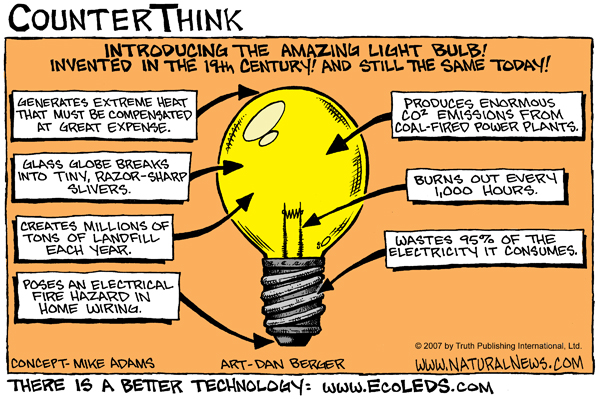 COUNTERTHINK
INTRODUCING THE AMAZING LIGHT BULB!
INVENTED IN THE 19th CENTURY! AND STILL THE SAME TODAY!
GENERATES EXTREME HEAT
THAT MUST BE COMPENSATED
AT GREAT EXPENSE.
GLASS GLOBE BREAKS
INTO TINY, RAZOR-SHARP
SLIVERS.
CREATES MILLIONS OF
TONS OF LANDFILL
EACH YEAR.
POSES AN ELECTRICAL
FIRE HAZARD IN
HOME WIRING.
PRODUCES ENORMOUS
CO² EMISSIONS FROM
COAL-FIRED POWER PLANTS.
BURNS OUT EVERY
1,000 HOURS.
WASTES 95% OF THE
ELECTRICITY IT CONSUMES.
© 2007 by Truth Publishing International, Ltd.
CONCEPT-MIKE ADAMS
ART-DAN BERGER
WWW.NATURALNEWS.COM
THERE IS A BETTER TECHNOLOGY: WWW.ECOLEDS.COM